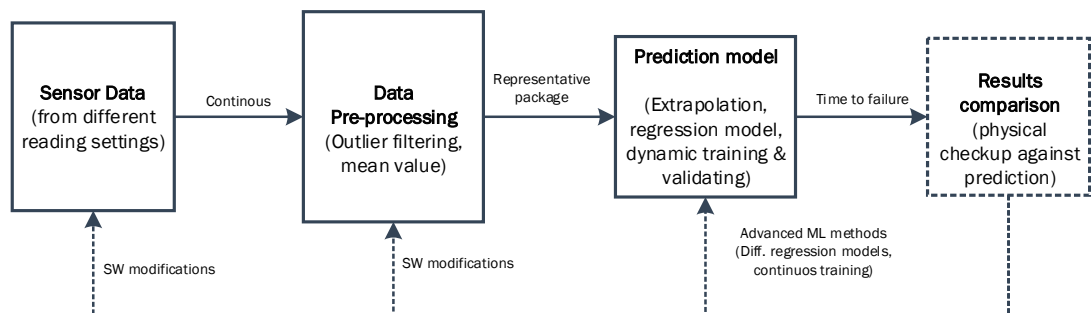 Sensor Data
(from different
reading settings)
Continous
Data
Pre-processing
(Outlier filtering,
mean value)
Representative
package
Prediction model
(Extrapolation,
regression model,
dynamic training &
validating)
Time to failure
Results
comparison
(physical
checkup against
prediction)
SW modifications
SW modifications
Advanced ML methods
(Diff. regression models,
continuos training)